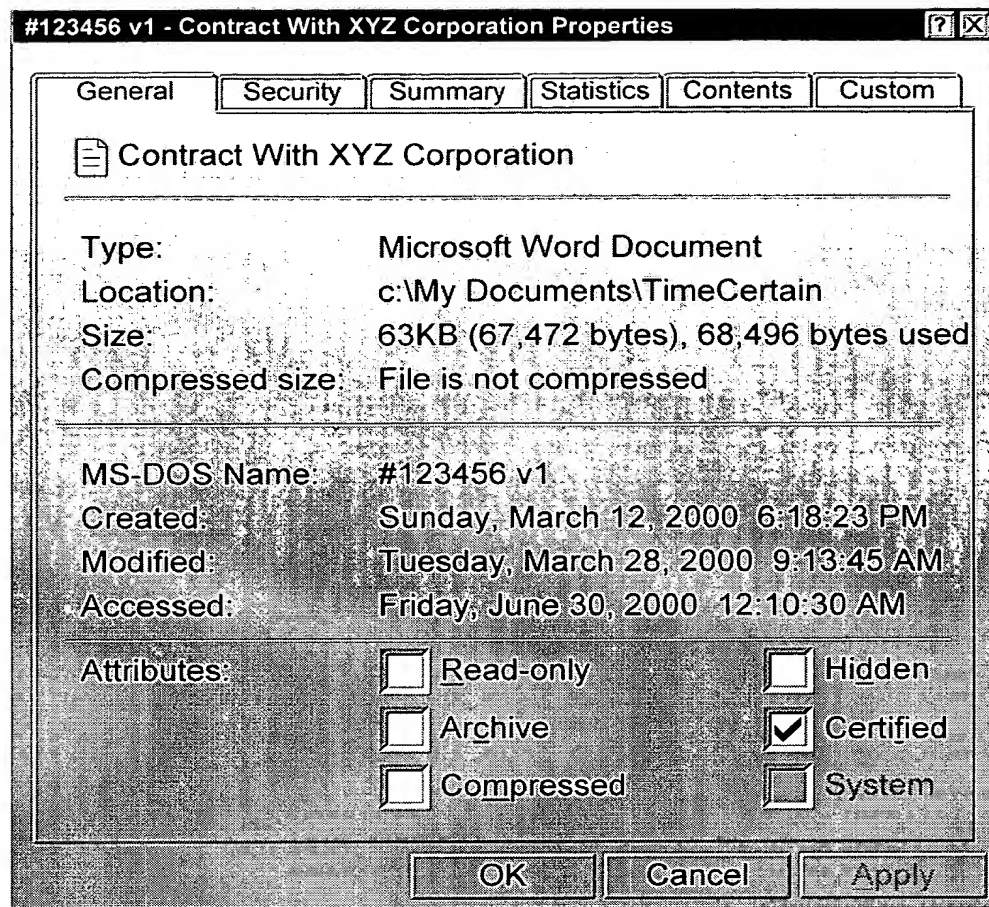 #123456 v1 - Contract With XYZ Corporation Properties ? X
General Security Summary Statistics Contents Custom
Contract With XYZ Corporation
Type: Microsoft Word Document
Location: c:\My Documents\TimeCertain
Size: 63KB (67,472 bytes), 68,496 bytes used
Compressed size: File is not compressed
MS-DOS Name: #123456 v1
Created: Sunday, March 12, 2000 6:18:23 PM
Modified: Tuesday, March 28, 2000 9:13:45 AM
Accessed: Friday, June 30, 2000 12:10:30 AM
Attributes: Read-only Hidden
Archive Certified
Compressed System
OK Cancel Apply